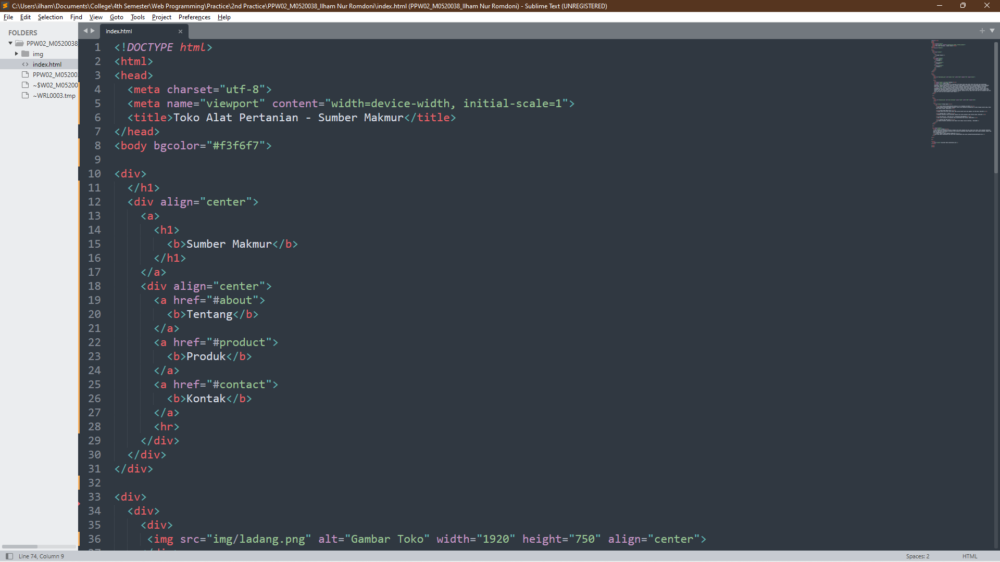 C:\Users\ilham\Documents\College\4th Semester\Web Programming\Practice\2nd Practice\PPW02_M0520038_Ilham Nur Romdoni\index.html (PPW02_M0520038_Ilham Nur Romdoni) - Sublime Text (UNREGISTERED)
File Edit Selection Find View Goto Tools Project Preferences Help
FOLDERS
PPW02_M0520038
img
index.html
PPW02_M05200
~$W02_M05200
~WRL0003.tmp
index.html
1 <!DOCTYPE html>
2 <html>
3 <head>
4 <meta charset="utf-8">
5 <meta name="viewport" content="width=device-width, initial-scale=1">
6 <title>Toko Alat Pertanian - Sumber Makmur</title>
7 </head>
8 <body bgcolor="#f3f6f7">
9
10 <div>
11 </h1>
12 <div align="center">
13 <a>
14 <h1>
15 <b>Sumber Makmur</b>
16 </h1>
17 </a>
18 <div align="center">
19 <a href="#about">
20 <b>Tentang</b>
21 </a>
22 <a href="#product">
23 <b>Produk</b>
24 </a>
25 <a href="#contact">
26 <b>Kontak</b>
27 </a>
28 <hr>
29 </div>
30 </div>
31 </div>
32
33 <div>
34 <div>
35 <div>
36 <img src="img/ladang.png" alt="Gambar Toko" width="1920" height="750" align="center">
Line 74, Column 9
Spaces: 2
HTML